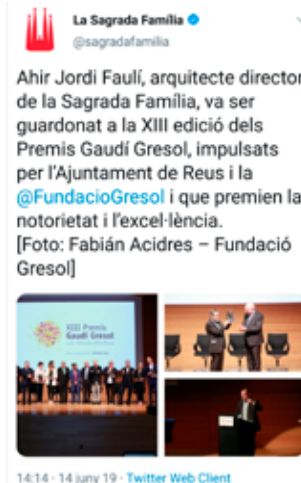 La Sagrada Família
@sagradafamilia
Ahir Jordi Faulí, arquitecte director
de la Sagrada Família, va ser
guardonat a la XIII edició dels
Premis Gaudí Gresol, impulsats
per l'Ajuntament de Reus i la
@FundacioGresol i que premien la
notorietat i l'excel·lència.
[Foto: Fabián Acidres – Fundació
Gresol]
XIII Premis
Gaudí Gresol
14:14 · 14 juny 19 · Twitter Web Client